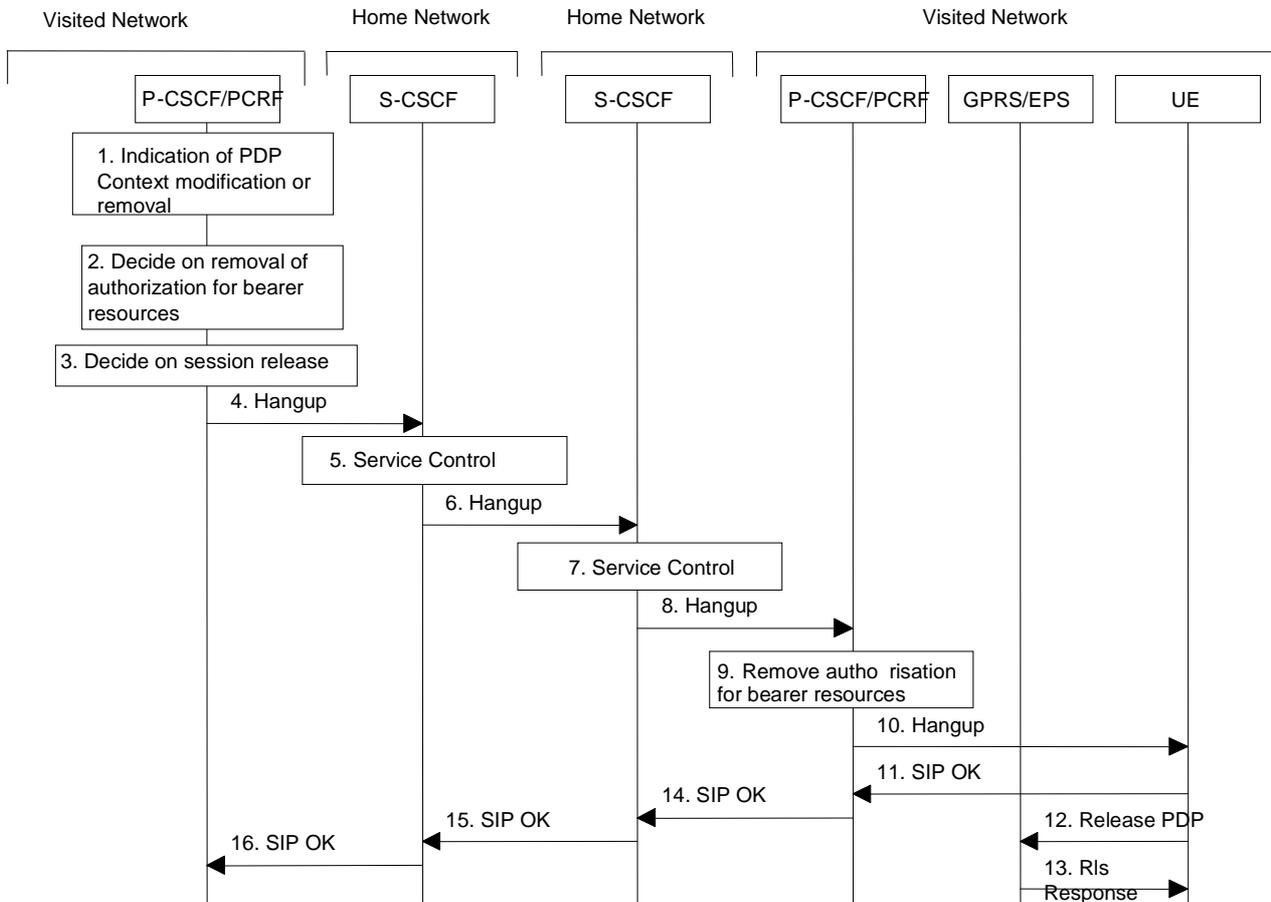 Visited Network
Home Network
Home Network
Visited Network
P-CSCF/PCRF
S-CSCF
S-CSCF
P-CSCF/PCRF
GPRS/EPS
UE
1. Indication of PDP
Context modification or
removal
2. Decide on removal of
authorization for bearer
resources
3. Decide on session release
4. Hangup
5. Service Control
6. Hangup
7. Service Control
8. Hangup
9. Remove autho risation
for bearer resources
10. Hangup
11. SIP OK
14. SIP OK
15. SIP OK
12. Release PDP
16. SIP OK
13. Rls
Response